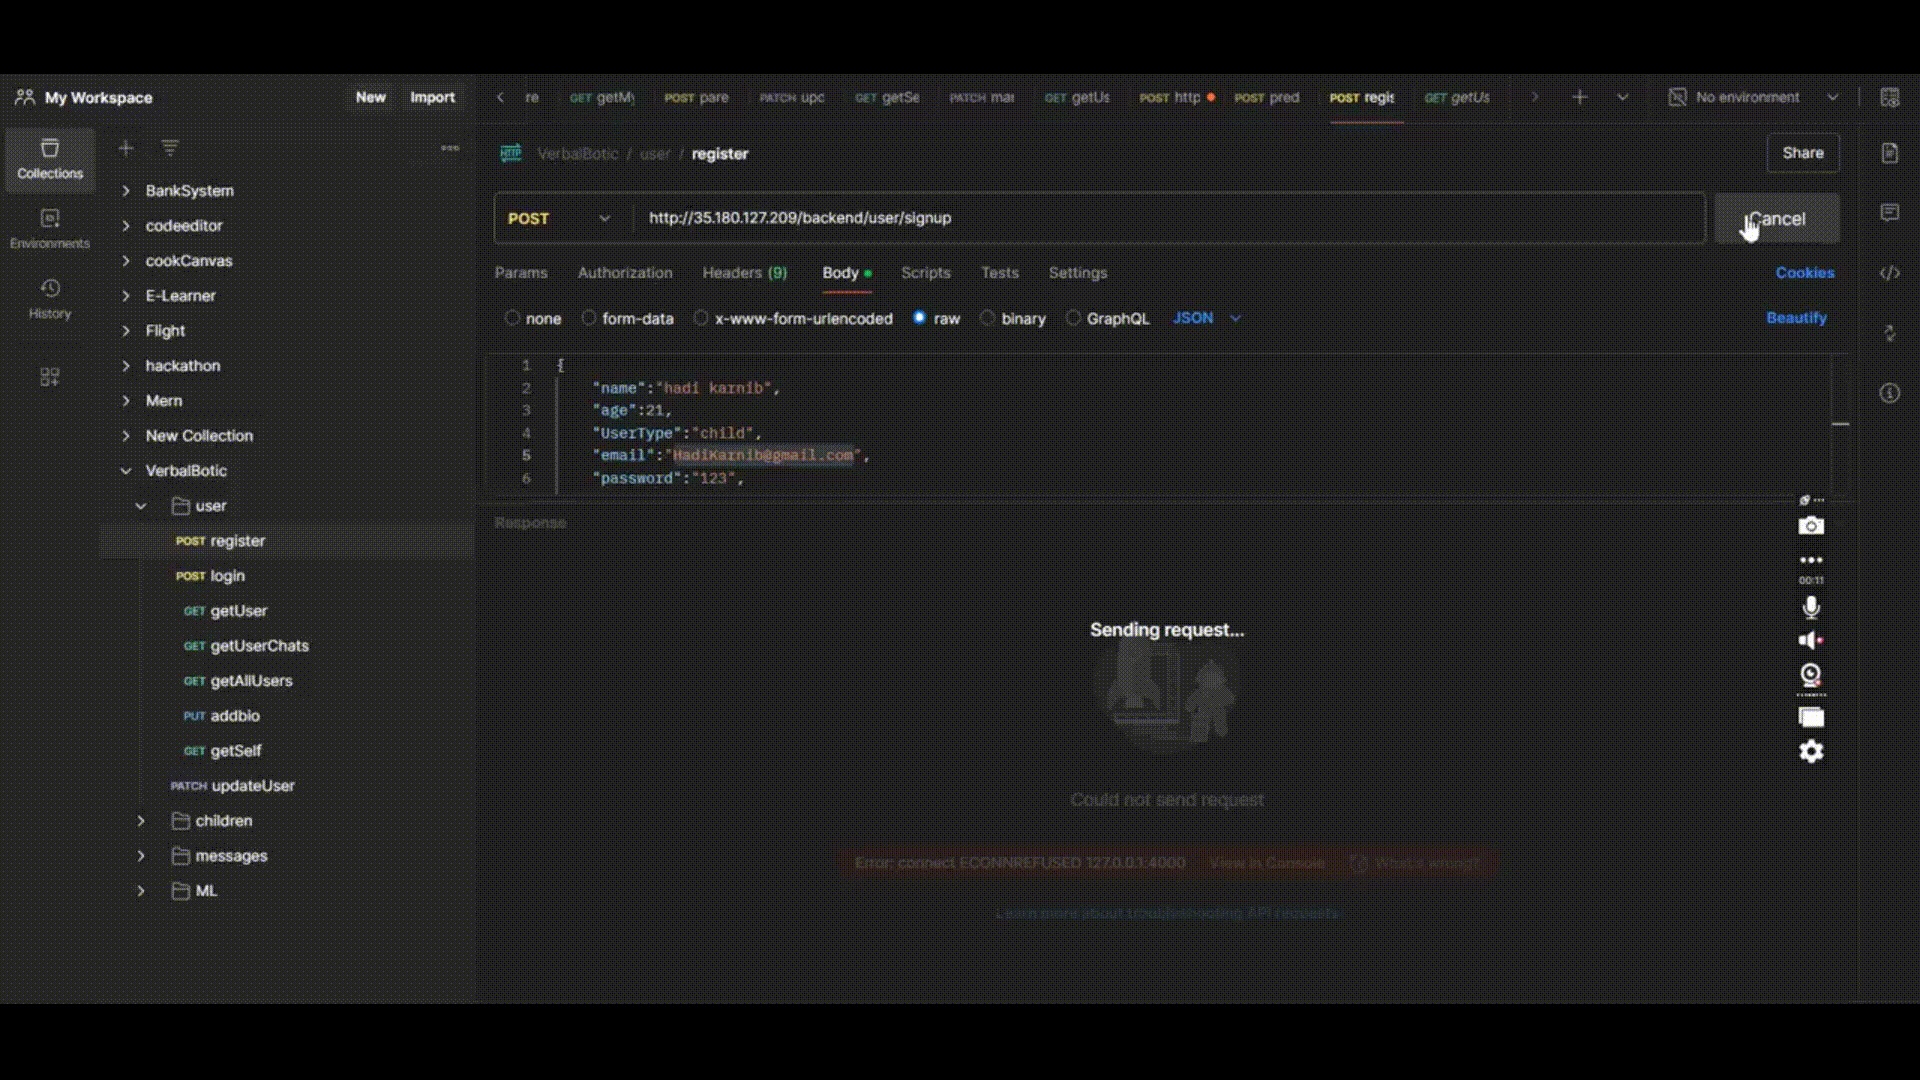 My Workspace
New
Import
re
GET getMy
POST pare
PATCH upc
GET getSe
PATCH mar
GET getUs
POST http
POST pred
POST regis
GET getUs
No environment
Collections
Environments
History
BankSystem
codeeditor
cookCanvas
E-Learner
Flight
hackathon
Mern
New Collection
VerbalBotic
user
POST register
POST login
GET getUser
GET getUserChats
GET getAllUsers
PUT addbio
GET getSelf
PATCH updateUser
children
messages
ML
HTTP VerbalBotic / user / register
Share
POST http://35.180.127.209/backend/user/signup
Cancel
Params Authorization Headers (9) Body Scripts Tests Settings
Cookies
none form-data x-www-form-urlencoded raw binary GraphQL JSON
Beautify
1 {
2 "name":"hadi karnib",
3 "age":21,
4 "UserType":"child",
5 "email":"HadiKarnib@gmail.com",
6 "password":"123",
Response
00:11
Sending request...
Could not send request
Error: connect ECONNREFUSED 127.0.0.1:4000 View in Console What's wrong?
Learn more about troubleshooting API requests